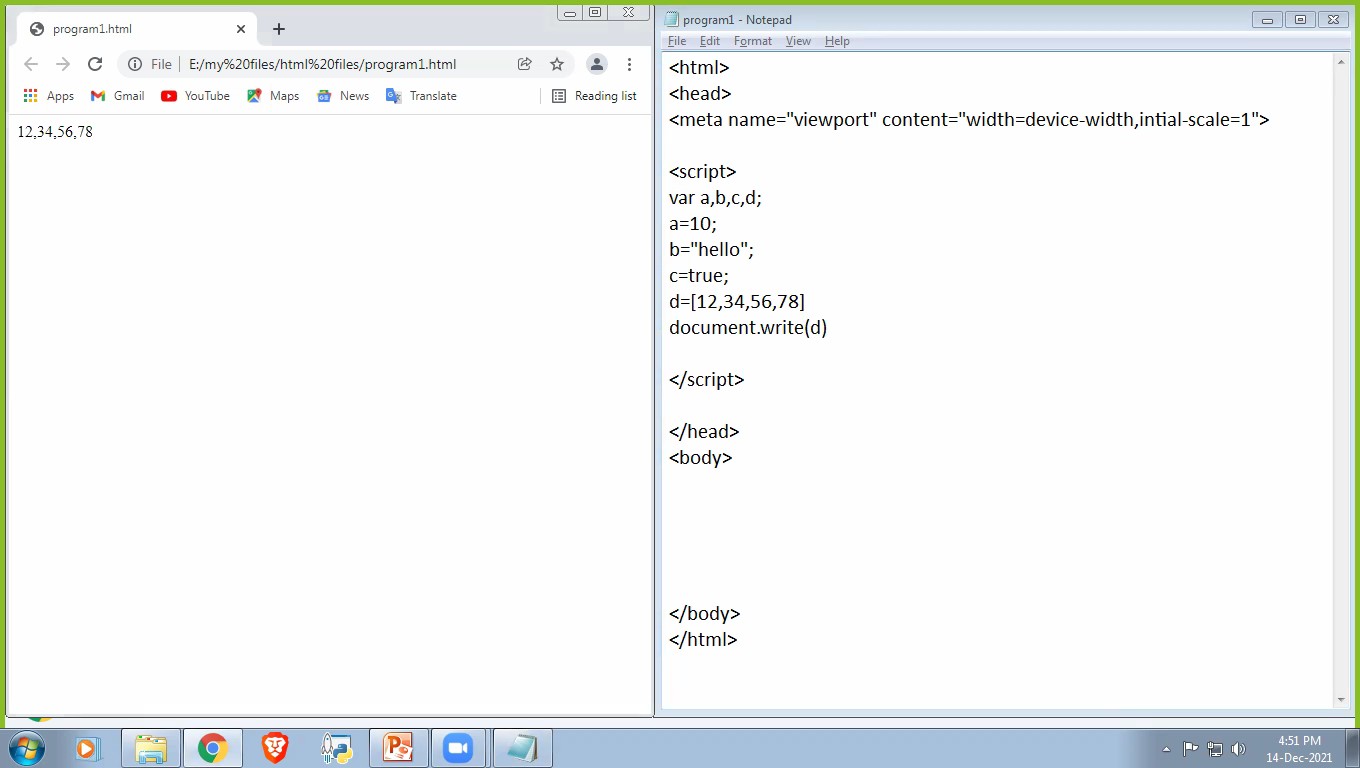 program1.html
File E:/my%20files/html%20files/program1.html
Apps Gmail YouTube Maps News Translate Reading list
12,34,56,78
program1 - Notepad
File Edit Format View Help
<html>
<head>
<meta name="viewport" content="width=device-width,intial-scale=1">
<script>
var a,b,c,d;
a=10;
b="hello";
c=true;
d=[12,34,56,78]
document.write(d)
</script>
</head>
<body>
</body>
</html>
4:51 PM
14-Dec-2021